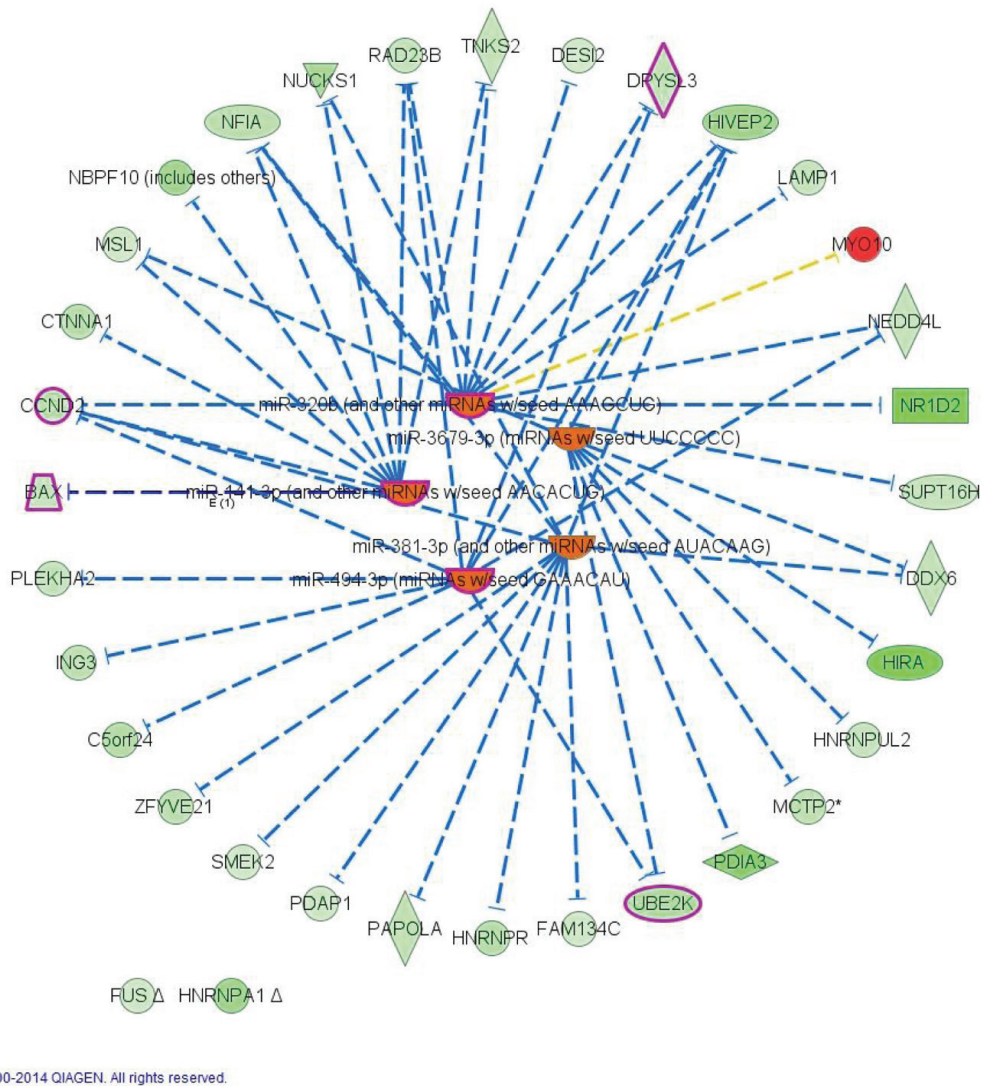 TNKS2
RAD23B
DESI2
NUCKS1
DPYSL3
NFIA
HIVEP2
NBPF10 (includes others)
LAMP1
MSL1
MYO10
CTNNA1
NEDD4L
CCND2
miR-320b (and other miRNAs w/seed AAAGCUG)
NR1D2
miR-3679-3p (miRNAs w/seed UUCCCCC)
BAX
miR-141-3p (and other miRNAs w/seed AACACUG)
SUPT16H
E (1)
miR-381-3p (and other miRNAs w/seed AUACAAG)
PLEKHA2
miR-494-3p (miRNAs w/seed GAAACAU)
DDX6
ING3
HIRA
C5orf24
HNRNPUL2
ZFYVE21
MCTP2*
SMEK2
PDIA3
PDAP1
UBE2K
PAPOLA
HNRNPR
FAM134C
FUS Δ
HNRNPA1 Δ
00-2014 QIAGEN. All rights reserved.